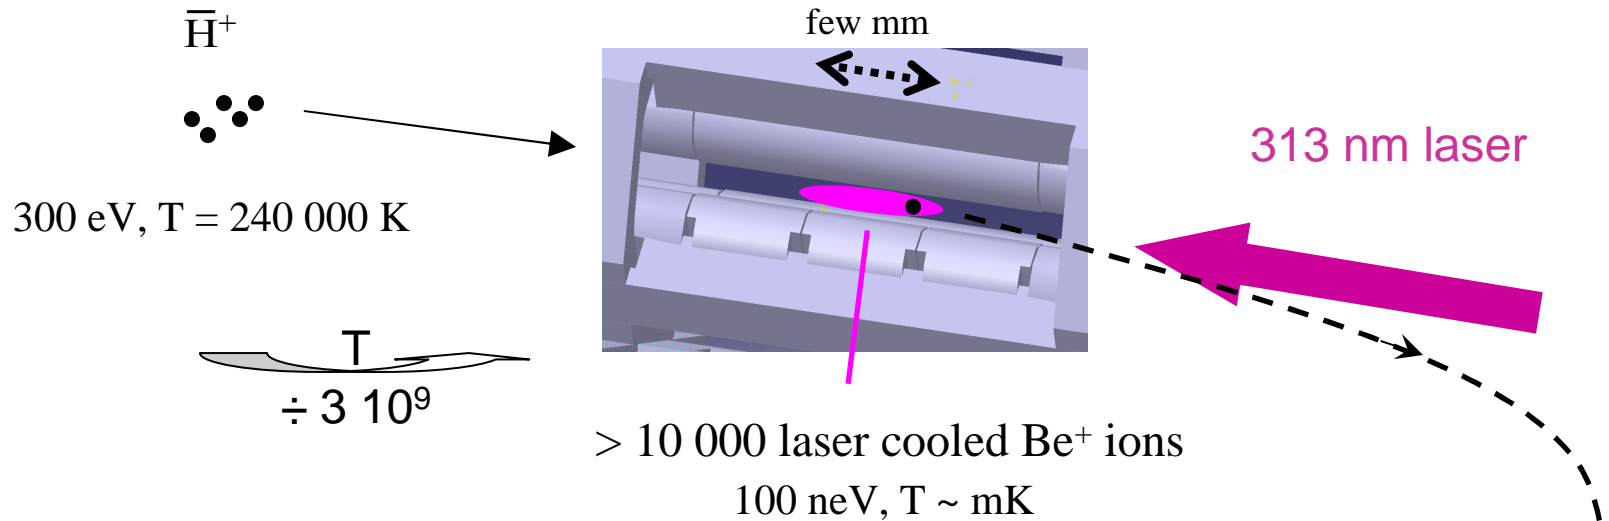 H̅⁺
few mm
313 nm laser
300 eV, T = 240 000 K
T
÷ 3 10⁹
> 10 000 laser cooled Be⁺ ions
100 neV, T ~ mK